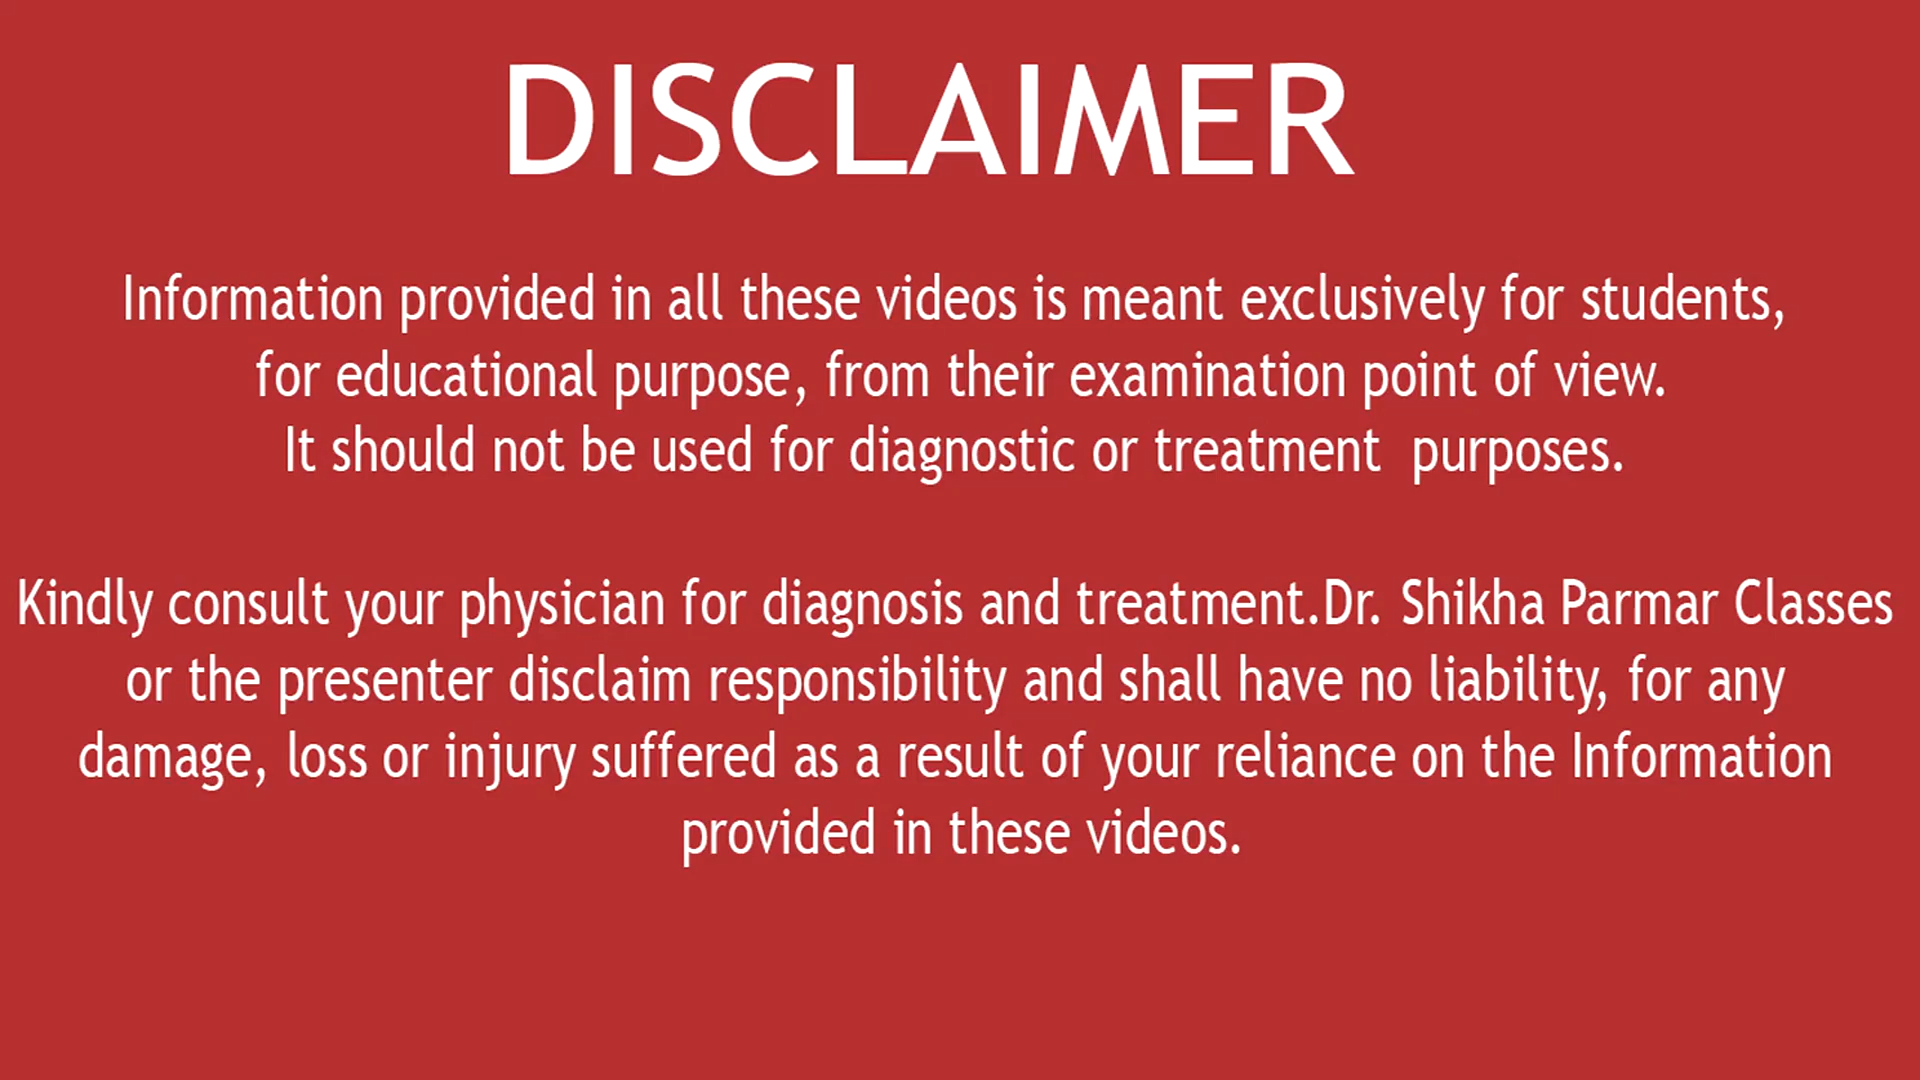 DISCLAIMER
Information provided in all these videos is meant exclusively for students,
for educational purpose, from their examination point of view.
It should not be used for diagnostic or treatment  purposes.
Kindly consult your physician for diagnosis and treatment.Dr. Shikha Parmar Classes
or the presenter disclaim responsibility and shall have no liability, for any
damage, loss or injury suffered as a result of your reliance on the Information
provided in these videos.